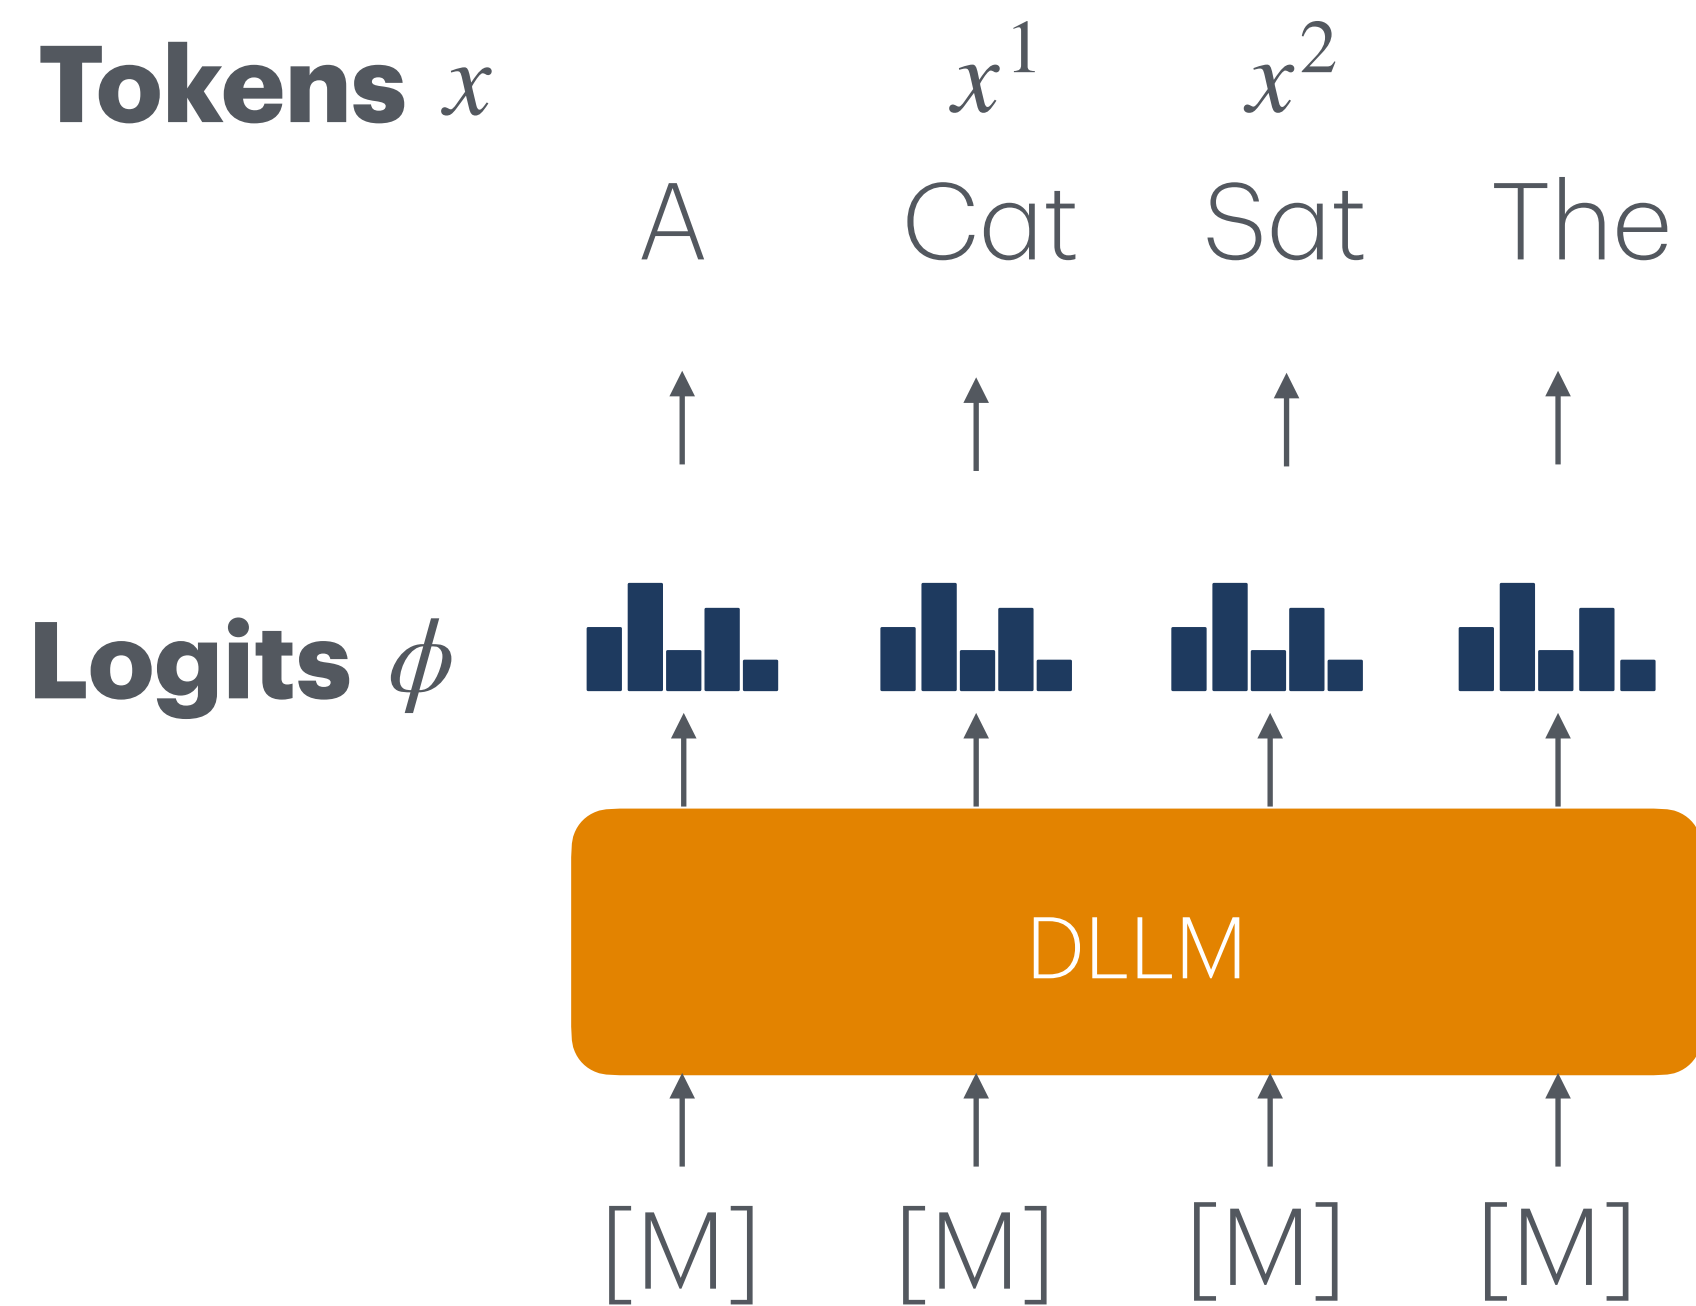 Tokens x x¹ x²
A Cat Sat The
Logits ϕ
DLLM
[M] [M] [M] [M]